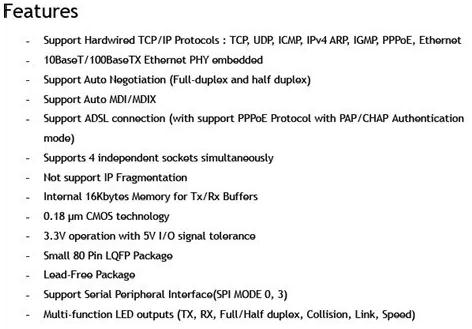 Features
- Support Hardwired TCP/IP Protocols : TCP, UDP, ICMP, IPv4 ARP, IGMP, PPPoE, Ethernet
- 10BaseT/100BaseTX Ethernet PHY embedded
- Support Auto Negotiation (Full-duplex and half duplex)
- Support Auto MDI/MDIX
- Support ADSL connection (with support PPPoE Protocol with PAP/CHAP Authentication
mode)
- Supports 4 independent sockets simultaneously
- Not support IP Fragmentation
- Internal 16Kbytes Memory for Tx/Rx Buffers
- 0.18 µm CMOS technology
- 3.3V operation with 5V I/O signal tolerance
- Small 80 Pin LQFP Package
- Lead-Free Package
- Support Serial Peripheral Interface(SPI MODE 0, 3)
- Multi-function LED outputs (TX, RX, Full/Half duplex, Collision, Link, Speed)